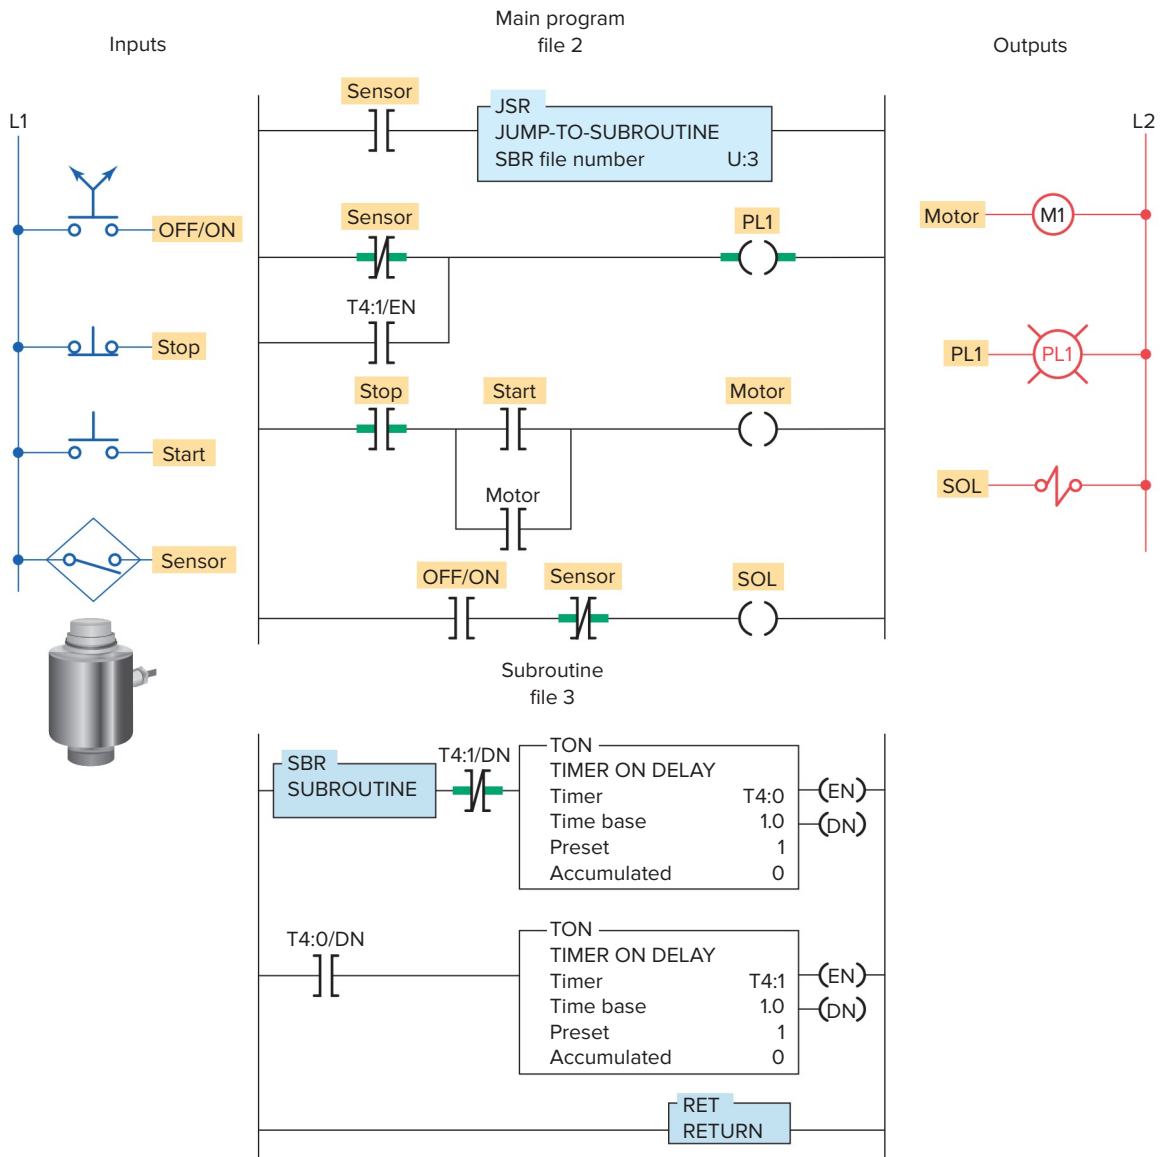 Main program
file 2
Inputs
Outputs
L1
L2
Sensor
JSR
JUMP-TO-SUBROUTINE
SBR file number U:3
OFF/ON
Sensor
PL1
Motor
M1
T4:1/EN
Stop
PL1
PL1
Stop
Start
Motor
Start
Motor
SOL
Sensor
OFF/ON
Sensor
SOL
Subroutine
file 3
SBR
SUBROUTINE
T4:1/DN
TON
TIMER ON DELAY
Timer T4:0
Time base 1.0
Preset 1
Accumulated 0
EN
DN
T4:0/DN
TON
TIMER ON DELAY
Timer T4:1
Time base 1.0
Preset 1
Accumulated 0
EN
DN
RET
RETURN